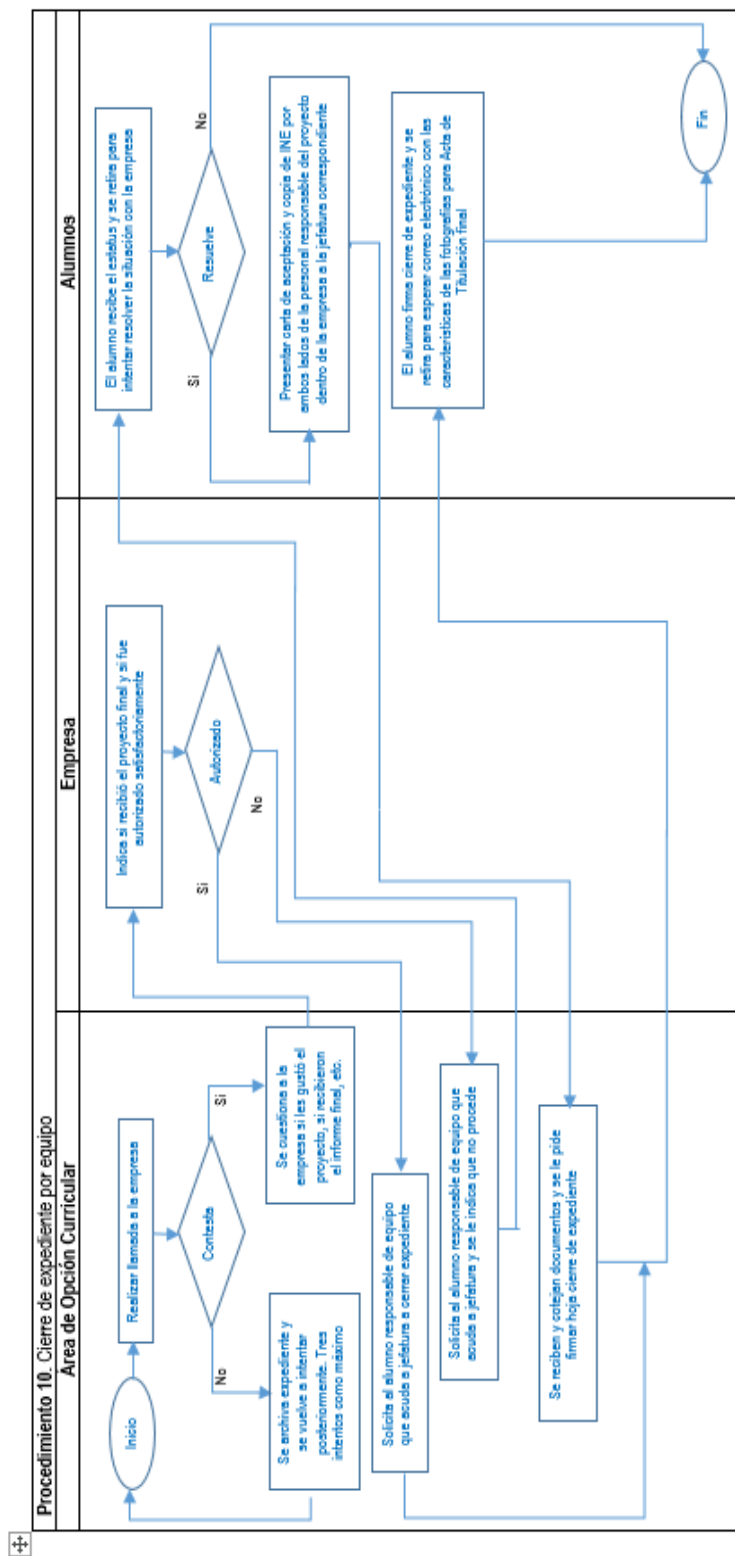 Procedimiento 10. Cierre de expediente por equipo
Área de Opción Curricular
Empresa
Alumnos
Inicio
Realizar llamada a la empresa
Contesta
No
Si
Se archiva expediente y
se vuelve a intentar
posteriormente. Tres
intentos como máximo
Se cuestiona a la
empresa si les gustó el
proyecto, si recibieron
el informe final, etc.
Solicita al alumno responsable de equipo
que acuda a jefatura a cerrar expediente
Solicita al alumno responsable de equipo que
acuda a jefatura y se le indica que no procede
Se reciben y cotejan documentos y se le pide
firmar hoja cierre de expediente
Indica si recibió el proyecto final y si fue
autorizado satisfactoriamente
Autorizado
Si
No
El alumno recibe el estatus y se retira para
intentar resolver la situación con la empresa
Resuelve
Si
No
Presentar carta de aceptación y copia de INE por
ambos lados de la personal responsable del proyecto
dentro de la empresa a la jefatura correspondiente
El alumno firma cierre de expediente y se
retira para esperar correo electrónico con las
características de las fotografías para Acta de
Titulación final
Fin